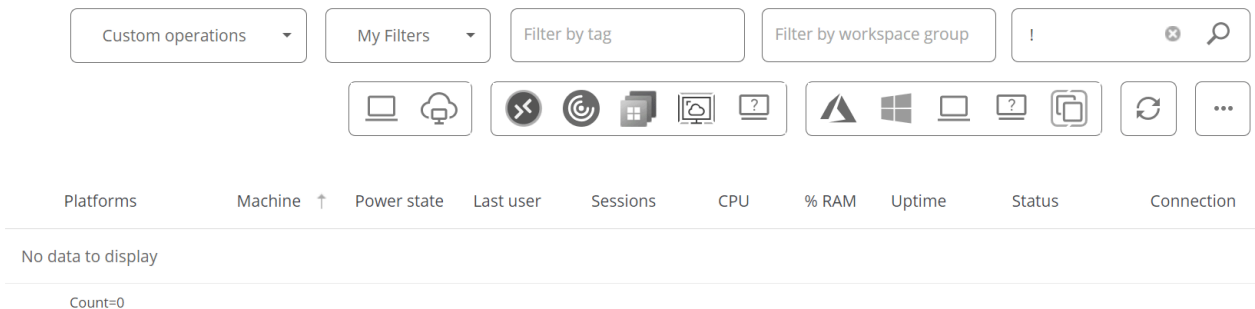 Custom operations My Filters Filter by tag Filter by workspace group !
? ?
Platforms Machine ↑ Power state Last user Sessions CPU % RAM Uptime Status Connection
No data to display
Count=0